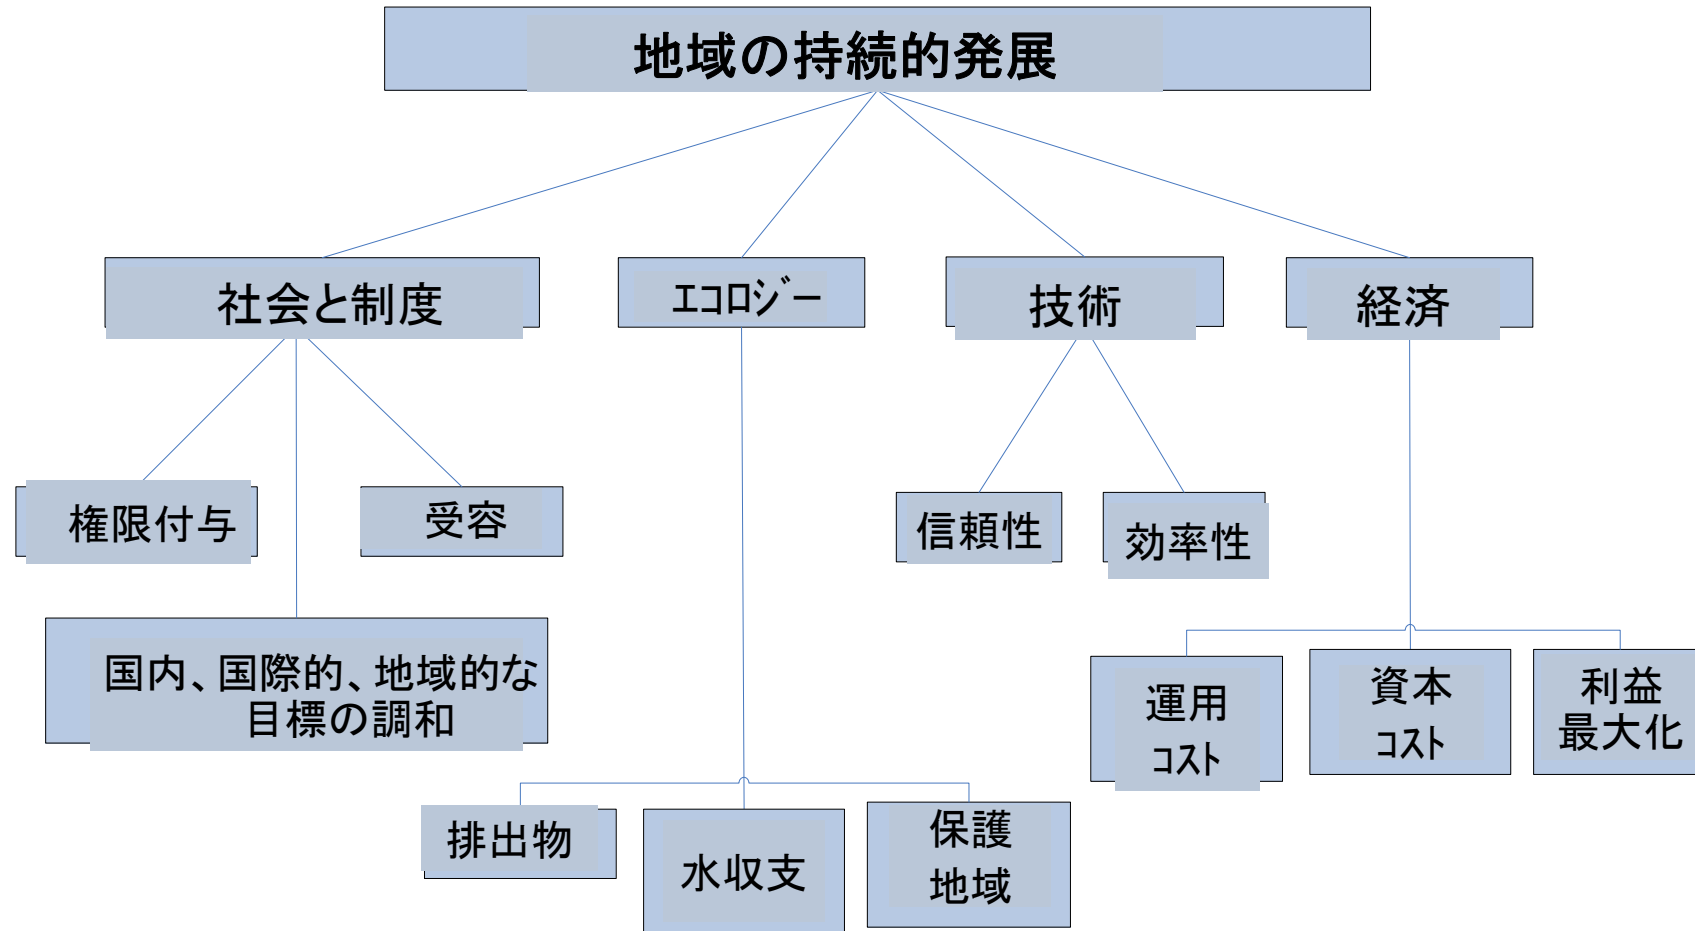 地域の持続的発展
社会と制度
エコロジー
技術
経済
権限付与
受容
信頼性
効率性
国内、国際的、地域的な
目標の調和
運用
コスト
資本
コスト
利益
最大化
排出物
水収支
保護
地域